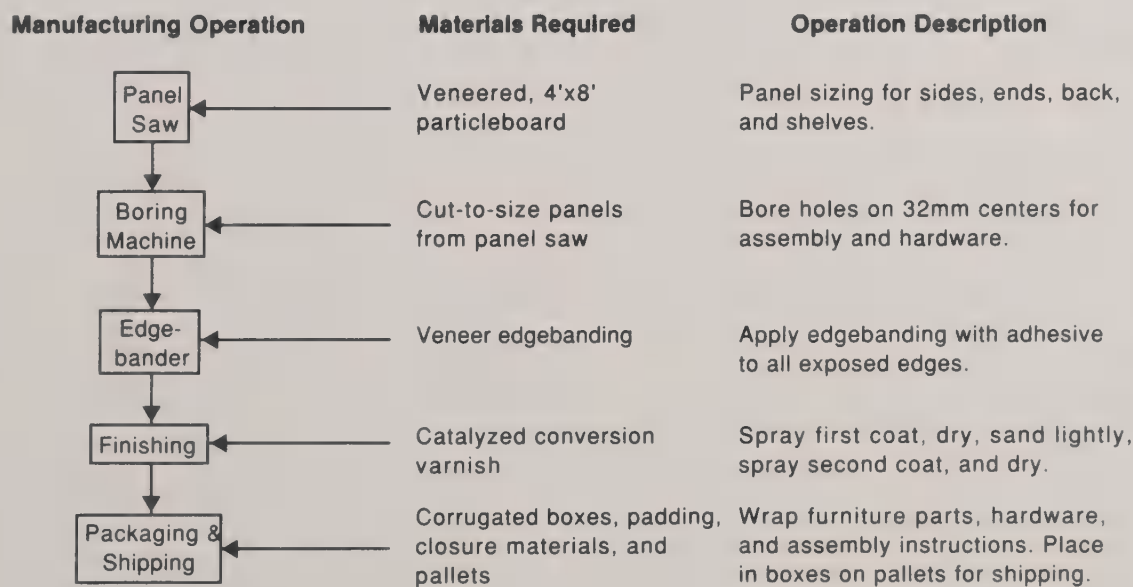 Manufacturing Operation Materials Required Operation Description
Panel Saw
Veneered, 4'x8'
particleboard
Panel sizing for sides, ends, back,
and shelves.
Boring
Machine
Cut-to-size panels
from panel saw
Bore holes on 32mm centers for
assembly and hardware.
Edge-
bander
Veneer edgebanding
Apply edgebanding with adhesive
to all exposed edges.
Finishing
Catalyzed conversion
varnish
Spray first coat, dry, sand lightly,
spray second coat, and dry.
Packaging &
Shipping
Corrugated boxes, padding,
closure materials, and
pallets
Wrap furniture parts, hardware,
and assembly instructions. Place
in boxes on pallets for shipping.